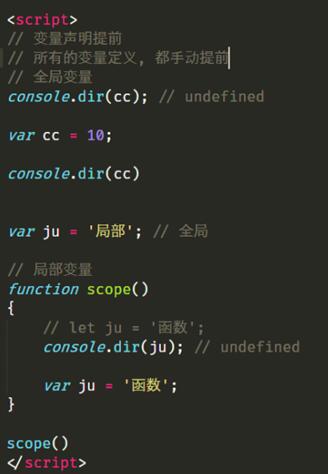 <script>
// 变量声明提前
// 所有的变量定义, 都手动提前
// 全局变量
console.dir(cc); // undefined
var cc = 10;
console.dir(cc)
var ju = '局部'; // 全局
// 局部变量
function scope()
{
// let ju = '函数';
console.dir(ju); // undefined
var ju = '函数';
}
scope()
</script>